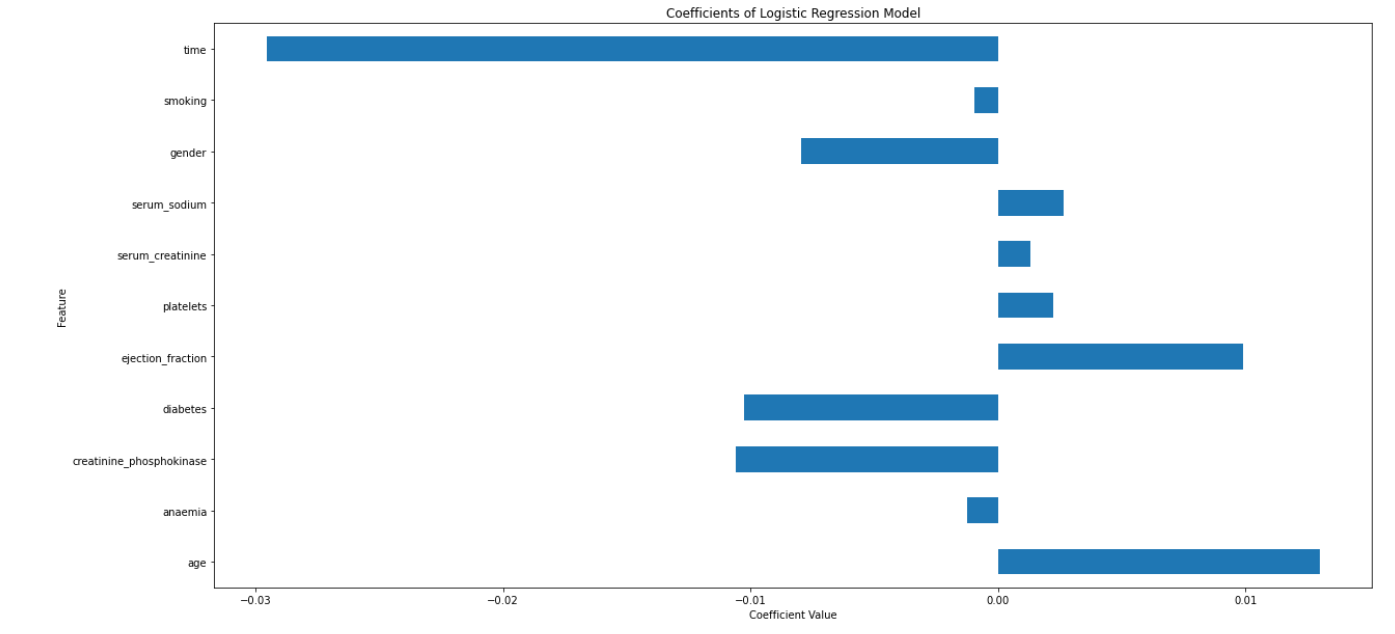 Coefficients of Logistic Regression Model
time
smoking
gender
serum_sodium
serum_creatinine
platelets
ejection_fraction
diabetes
creatinine_phosphokinase
anaemia
age
Feature
−0.03 −0.02 −0.01 0.00 0.01
Coefficient Value